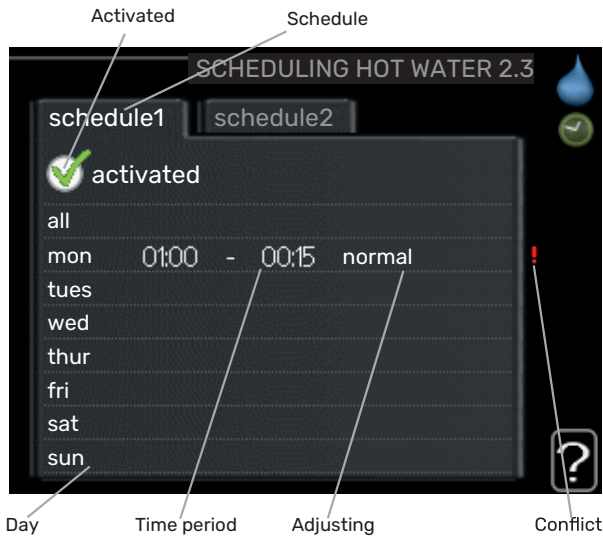 Activated
Schedule
SCHEDULING HOT WATER 2.3
schedule1 schedule2
activated
all
mon 01:00 - 00:15 normal !
tues
wed
thur
fri
sat
sun
?
Day Time period Adjusting Conflict